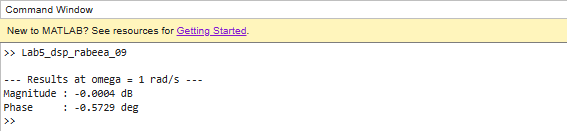 Command Window
New to MATLAB? See resources for Getting Started.
>> Lab5_dsp_rabeea_09
--- Results at omega = 1 rad/s ---
Magnitude : -0.0004 dB
Phase     : -0.5729 deg
>>